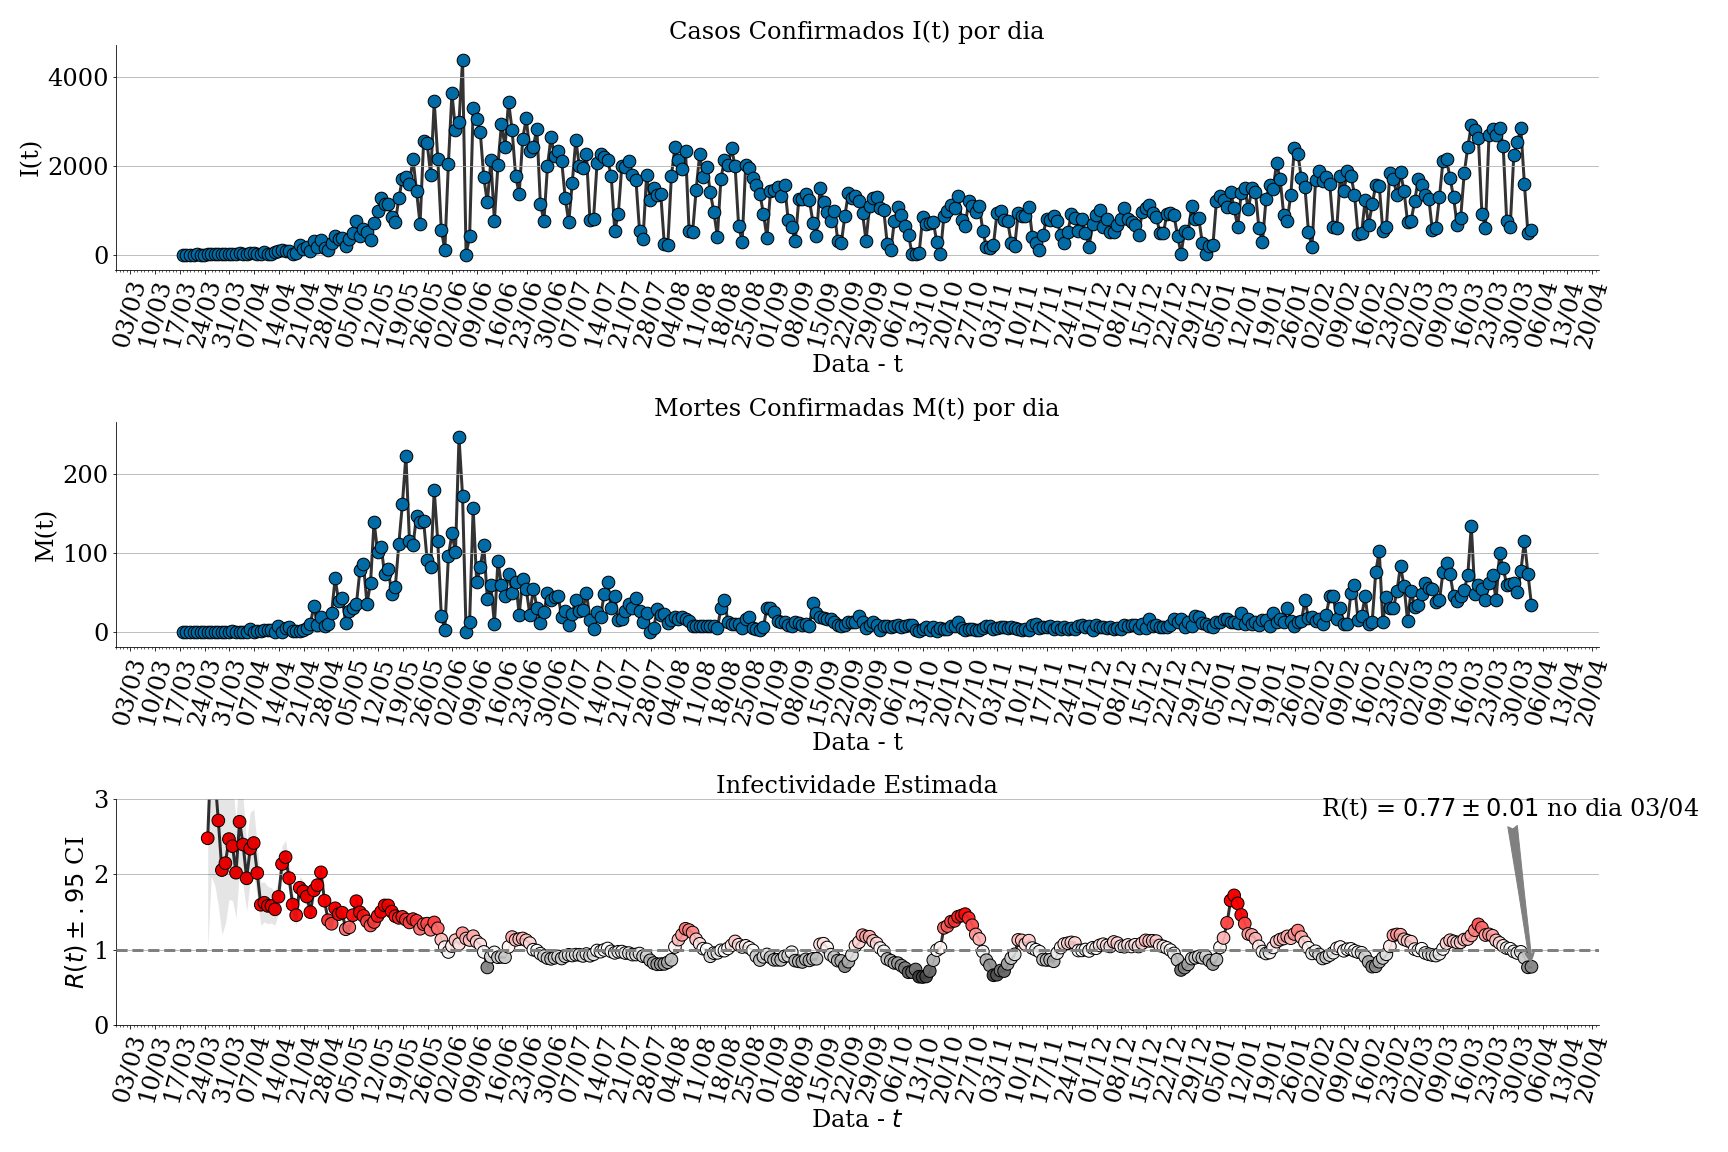 Casos Confirmados I(t) por dia
4000
2000
0
I(t)
03/03 10/03 17/03 24/03 31/03 07/04 14/04 21/04 28/04 05/05 12/05 19/05 26/05 02/06 09/06 16/06 23/06 30/06 07/07 14/07 21/07 28/07 04/08 11/08 18/08 25/08 01/09 08/09 15/09 22/09 29/09 06/10 13/10 20/10 27/10 03/11 10/11 17/11 24/11 01/12 08/12 15/12 22/12 29/12 05/01 12/01 19/01 26/01 02/02 09/02 16/02 23/02 02/03 09/03 16/03 23/03 30/03 06/04 13/04 20/04
Data - t
Mortes Confirmadas M(t) por dia
200
100
0
M(t)
03/03 10/03 17/03 24/03 31/03 07/04 14/04 21/04 28/04 05/05 12/05 19/05 26/05 02/06 09/06 16/06 23/06 30/06 07/07 14/07 21/07 28/07 04/08 11/08 18/08 25/08 01/09 08/09 15/09 22/09 29/09 06/10 13/10 20/10 27/10 03/11 10/11 17/11 24/11 01/12 08/12 15/12 22/12 29/12 05/01 12/01 19/01 26/01 02/02 09/02 16/02 23/02 02/03 09/03 16/03 23/03 30/03 06/04 13/04 20/04
Data - t
Infectividade Estimada
R(t) = 0.77 ± 0.01 no dia 03/04
3
2
1
0
R(t) ± .95 CI
03/03 10/03 17/03 24/03 31/03 07/04 14/04 21/04 28/04 05/05 12/05 19/05 26/05 02/06 09/06 16/06 23/06 30/06 07/07 14/07 21/07 28/07 04/08 11/08 18/08 25/08 01/09 08/09 15/09 22/09 29/09 06/10 13/10 20/10 27/10 03/11 10/11 17/11 24/11 01/12 08/12 15/12 22/12 29/12 05/01 12/01 19/01 26/01 02/02 09/02 16/02 23/02 02/03 09/03 16/03 23/03 30/03 06/04 13/04 20/04
Data - t